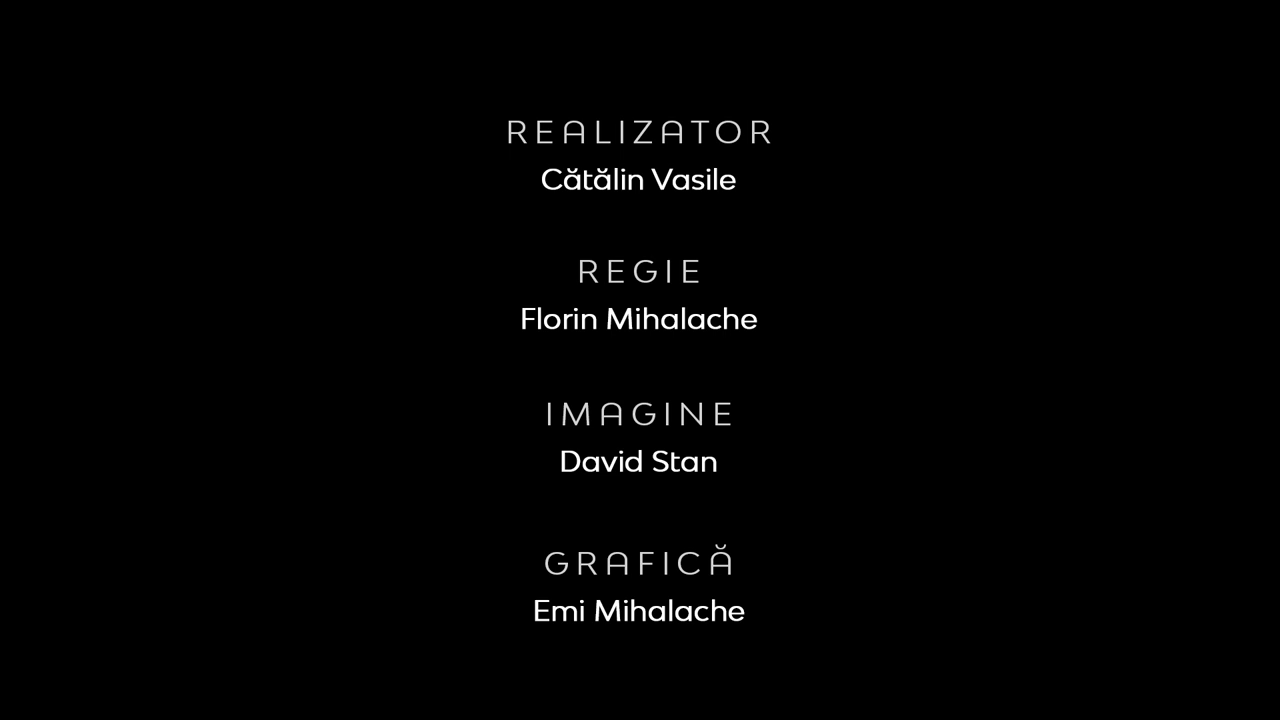 REALIZATOR
Cătălin Vasile
REGIE
Florin Mihalache
IMAGINE
David Stan
GRAFICĂ
Emi Mihalache